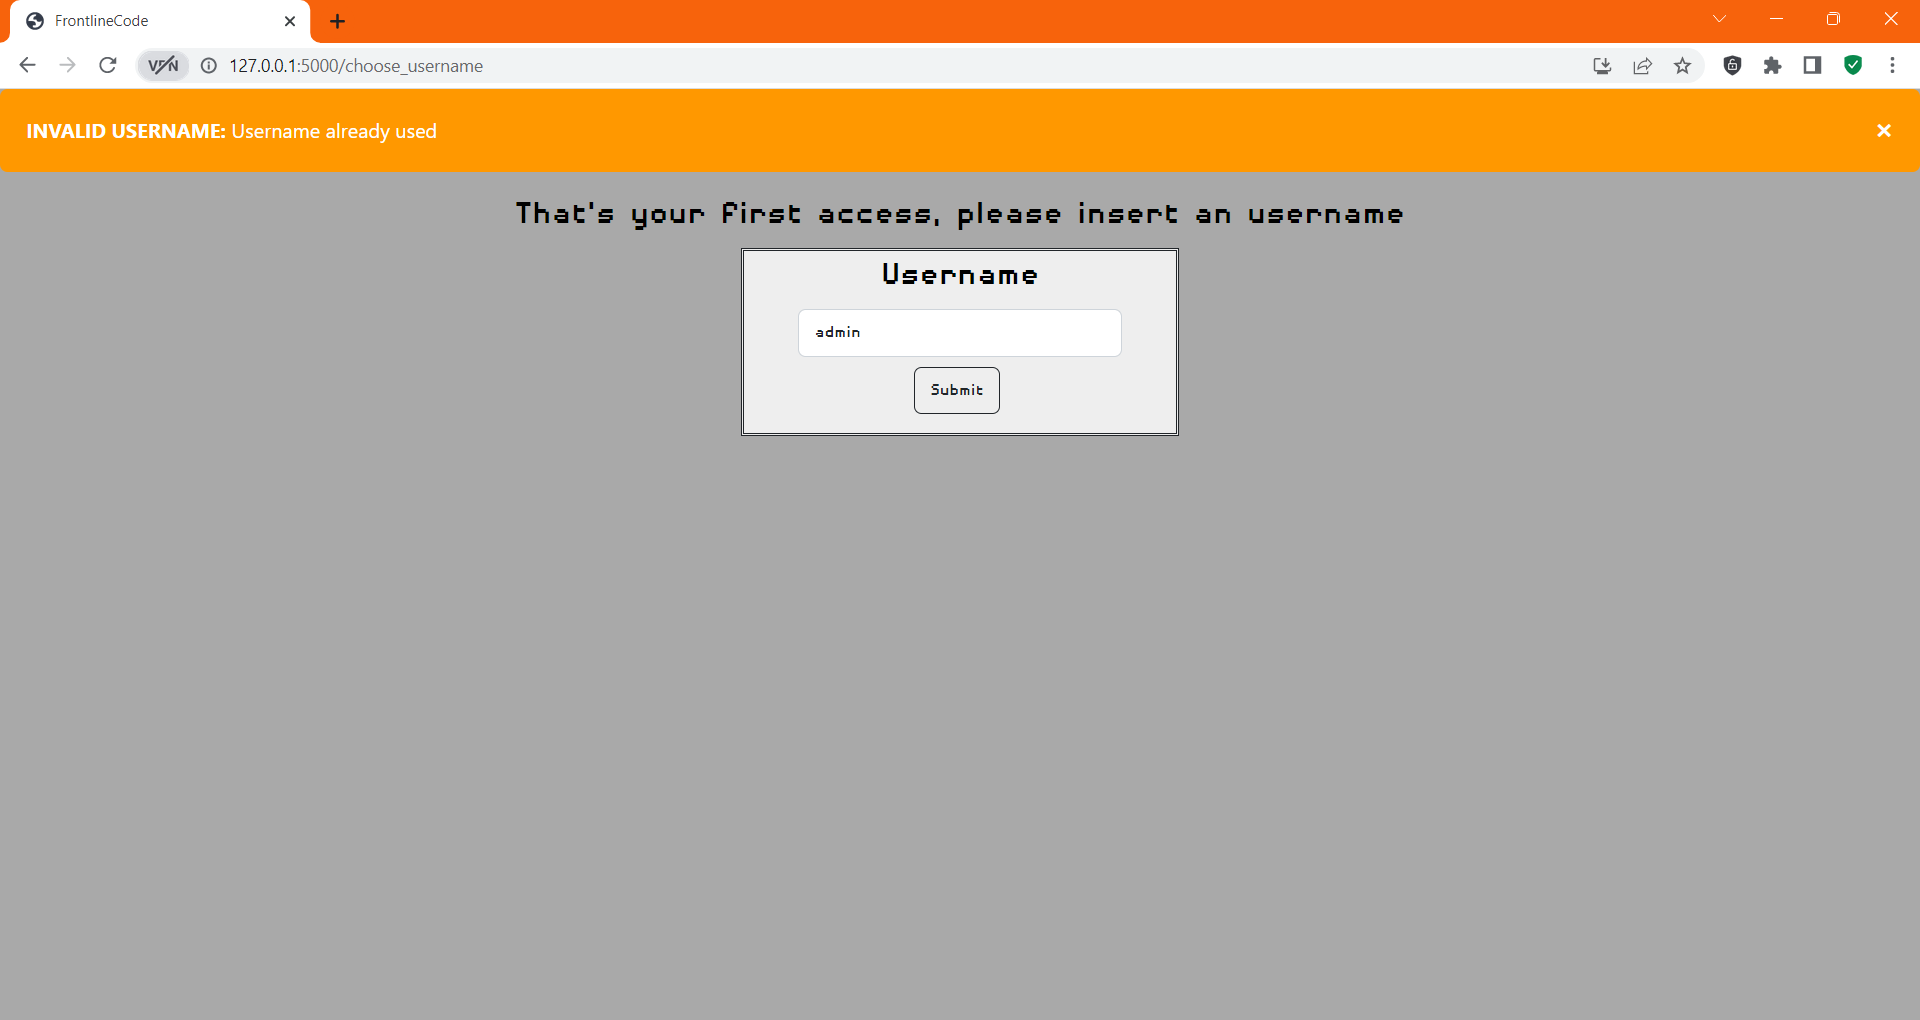 FrontlineCode
VPN
127.0.0.1:5000/choose_username
INVALID USERNAME: Username already used
That's your first access, please insert an username
Username
admin
Submit